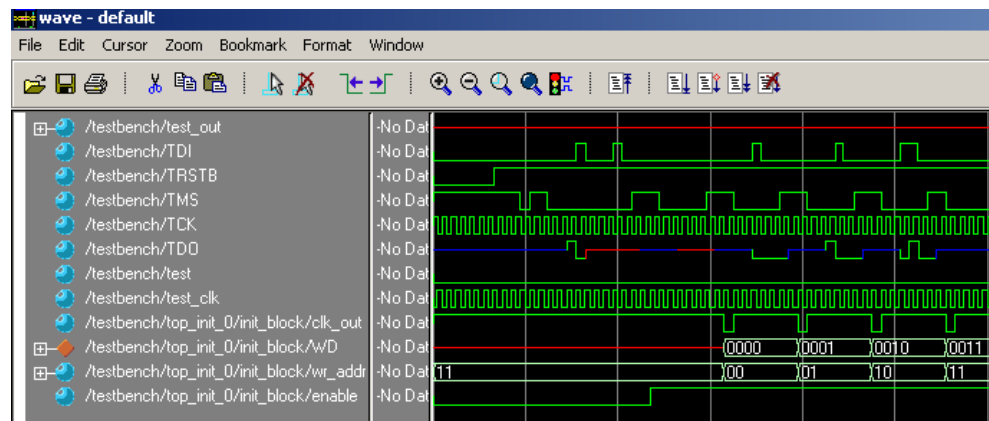 wave - default
File Edit Cursor Zoom Bookmark Format Window
/testbench/test_out -No Dat
/testbench/TDI -No Dat
/testbench/TRSTB -No Dat
/testbench/TMS -No Dat
/testbench/TCK -No Dat
/testbench/TDO -No Dat
/testbench/test -No Dat
/testbench/test_clk -No Dat
/testbench/top_init_0/init_block/clk_out -No Dat
/testbench/top_init_0/init_block/WD -No Dat 0000 0001 0010 0011
/testbench/top_init_0/init_block/wr_addr -No Dat 11 00 01 10 11
/testbench/top_init_0/init_block/enable -No Dat